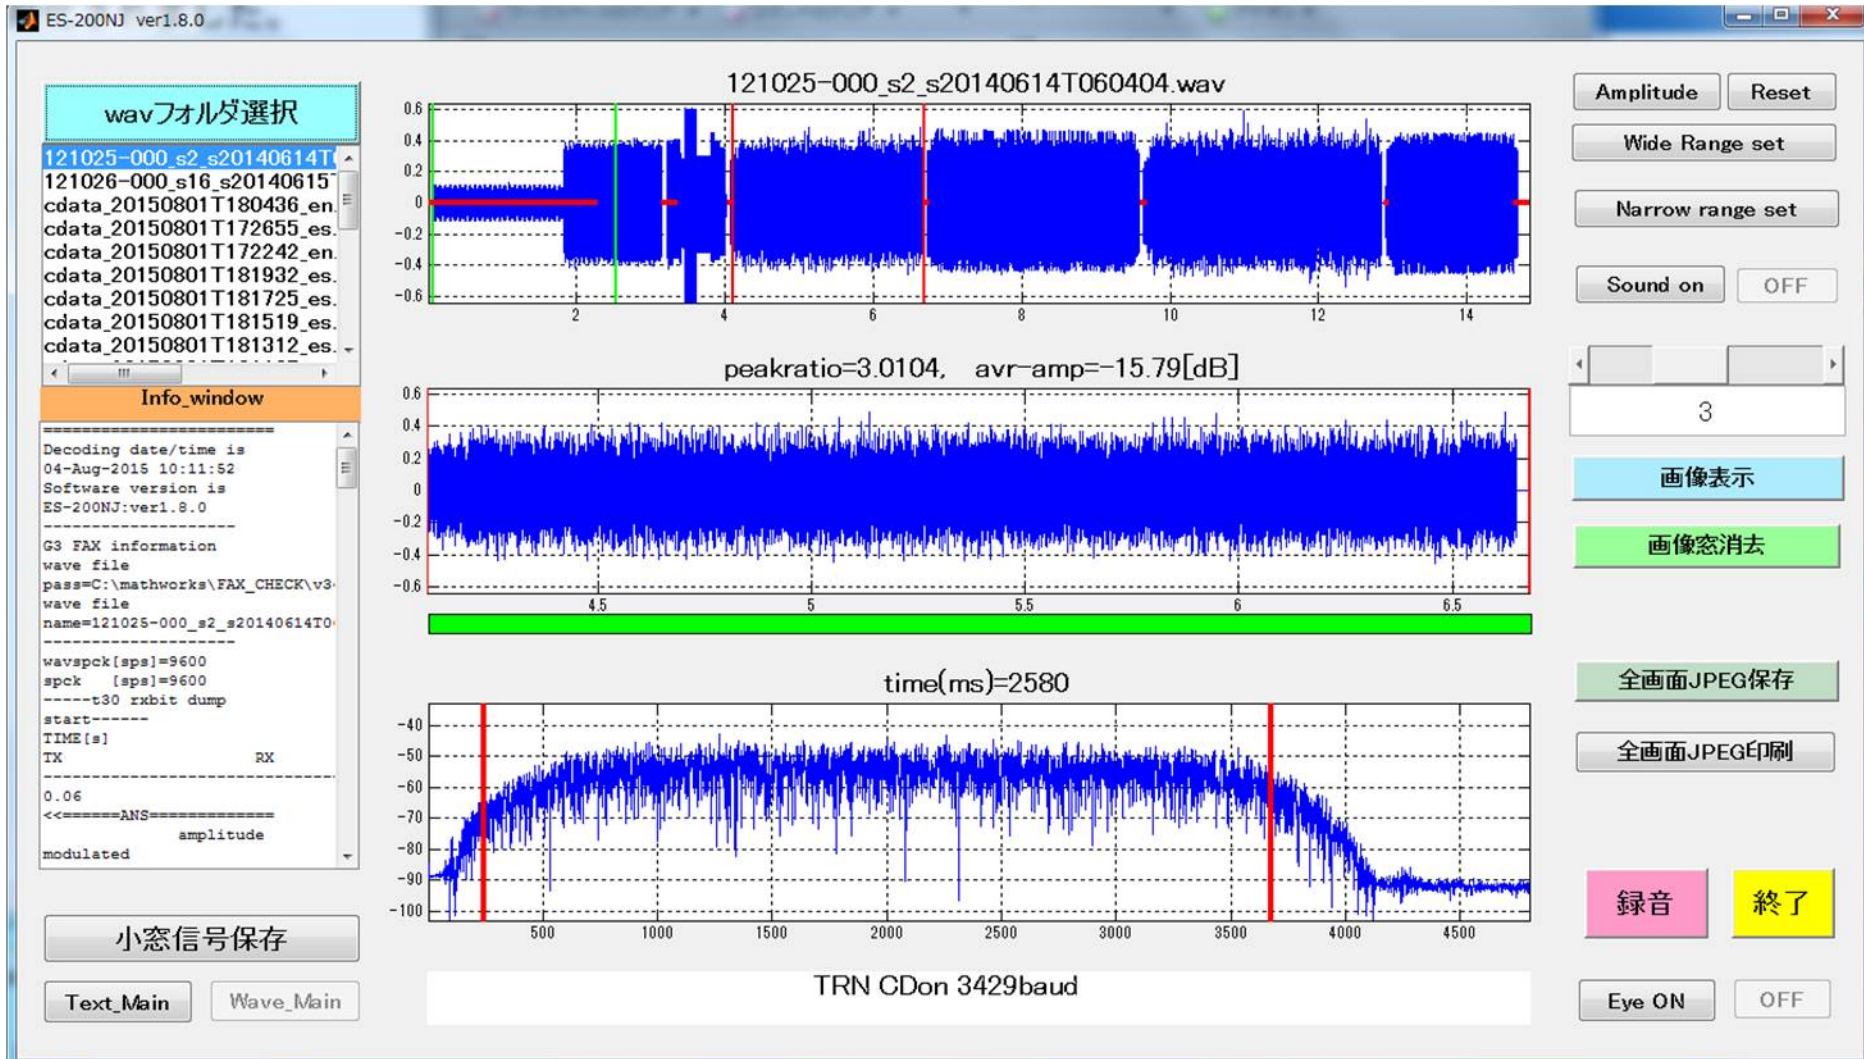 ES-200NJ ver1.8.0
wavフォルダ選択
121025-000_s2_s20140614T
121026-000_s16_s20140615
cdata_20150801T180436_en.
cdata_20150801T172655_es.
cdata_20150801T172242_en.
cdata_20150801T181932_es.
cdata_20150801T181725_es.
cdata_20150801T181519_es.
cdata_20150801T181312_es.
Info_window
=========================
Decoding date/time is
04-Aug-2015 10:11:52
Software version is
ES-200NJ:ver1.8.0
--------------------
G3 FAX information
wave file
pass=C:\mathworks\FAX_CHECK\v3
wave file
name=121025-000_s2_s20140614T0
--------------------
wavspck[sps]=9600
spck [sps]=9600
-----t30 rxbit dump
start------
TIME[s]
TX RX
------------------------------
0.06
<<======ANS=============
amplitude
modulated
小窓信号保存
Text_Main Wave_Main
121025-000_s2_s20140614T060404.wav
0.6
0.4
0.2
0
-0.2
-0.4
-0.6
2 4 6 8 10 12 14
peakratio=3.0104, avr-amp=-15.79[dB]
0.6
0.4
0.2
0
-0.2
-0.4
-0.6
4.5 5 5.5 6 6.5
time(ms)=2580
-40
-50
-60
-70
-80
-90
-100
500 1000 1500 2000 2500 3000 3500 4000 4500
TRN CDon 3429baud
Amplitude Reset
Wide Range set
Narrow range set
Sound on OFF
3
画像表示
画像窓消去
全画面JPEG保存
全画面JPEG印刷
録音 終了
Eye ON OFF